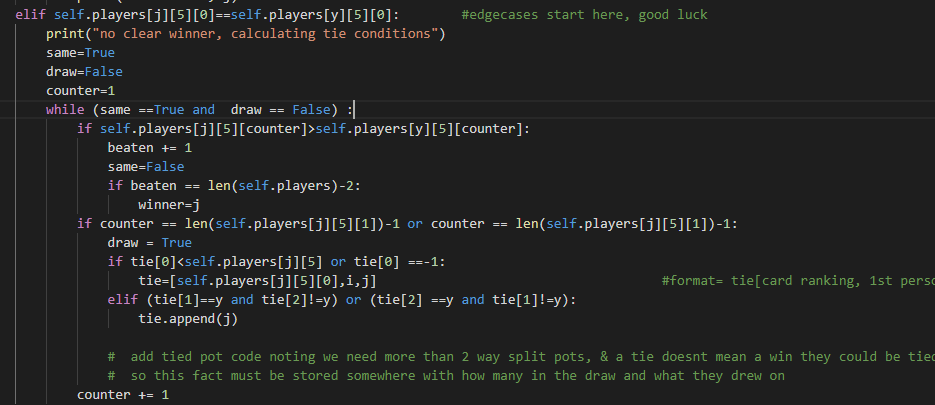 elif self.players[j][5][0]==self.players[y][5][0]: #edgecases start here, good luck
print("no clear winner, calculating tie conditions")
same=True
draw=False
counter=1
while (same ==True and draw == False) :
if self.players[j][5][counter]>self.players[y][5][counter]:
beaten += 1
same=False
if beaten == len(self.players)-2:
winner=j
if counter == len(self.players[j][5][1])-1 or counter == len(self.players[j][5][1])-1:
draw = True
if tie[0]<self.players[j][5] or tie[0] ==-1:
tie=[self.players[j][5][0],i,j] #format= tie[card ranking, 1st perso
elif (tie[1]==y and tie[2]!=y) or (tie[2] ==y and tie[1]!=y):
tie.append(j)
# add tied pot code noting we need more than 2 way split pots, & a tie doesnt mean a win they could be tied
# so this fact must be stored somewhere with how many in the draw and what they drew on
counter += 1